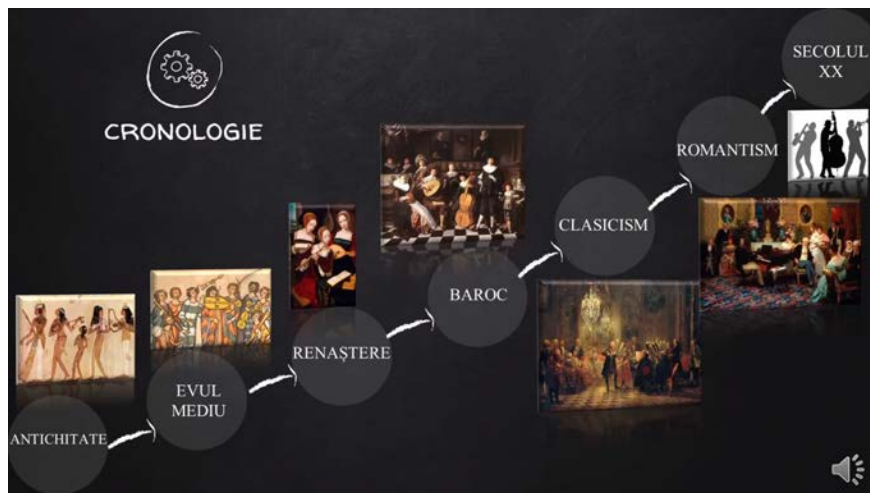 CRONOLOGIE
ANTICHITATE
EVUL
MEDIU
RENAȘTERE
BAROC
CLASICISM
ROMANTISM
SECOLUL
XX